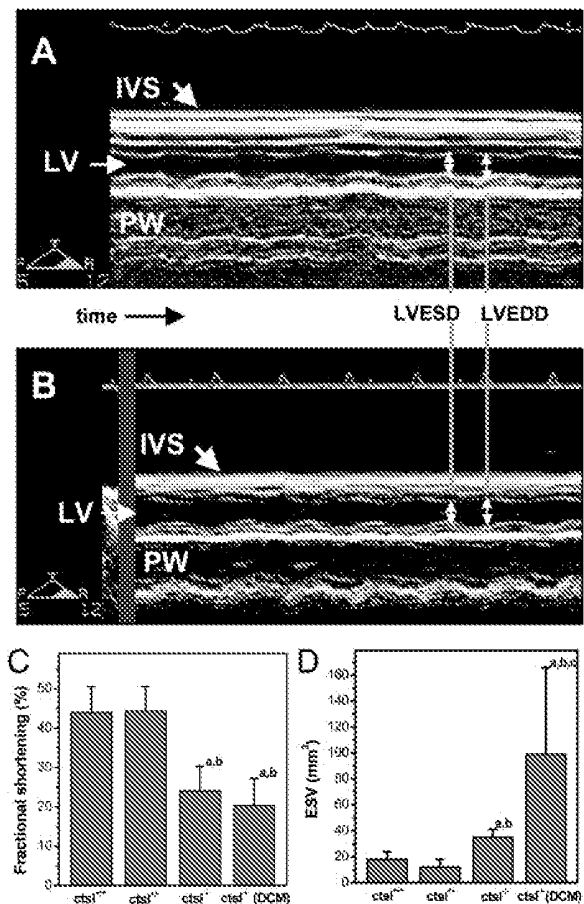 A
IVS
LV
PW
time
LVESD LVEDD
B
IVS
LV
PW
12
C
Fractional shortening (%)
50
40
30
20
10
0
a,b
a,b
ctsl+/+ ctsl+/- ctsl-/- ctsl-/- (DCM)
D
ESV (mm³)
160
140
120
100
80
60
40
20
0
a,b
a,b,c
ctsl+/+ ctsl+/- ctsl-/- ctsl-/- (DCM)